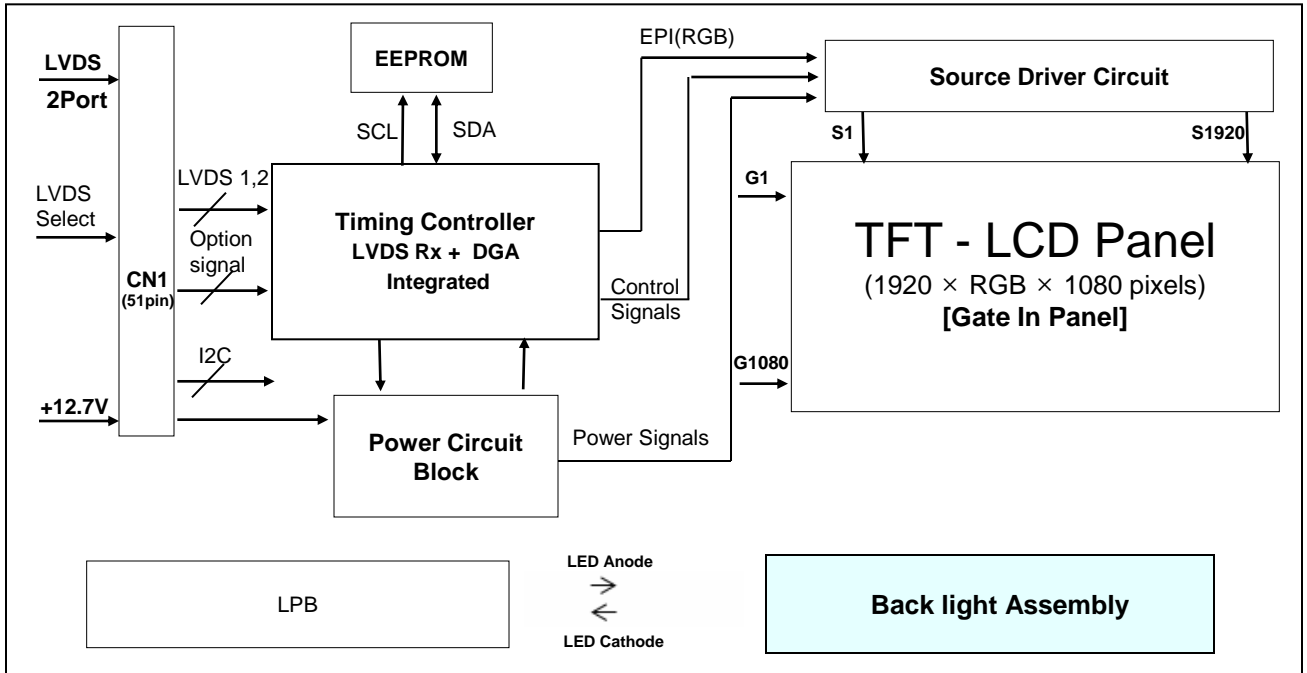 LVDS
2Port
LVDS
Select
+12.7V
CN1
(51pin)
LVDS 1,2
Option
signal
I2C
EEPROM
SCL
SDA
Timing Controller
LVDS Rx + DGA
Integrated
Power Circuit
Block
EPI(RGB)
Control
Signals
Power Signals
Source Driver Circuit
S1
S1920
G1
G1080
TFT - LCD Panel
(1920 × RGB × 1080 pixels)
[Gate In Panel]
LPB
LED Anode
LED Cathode
Back light Assembly